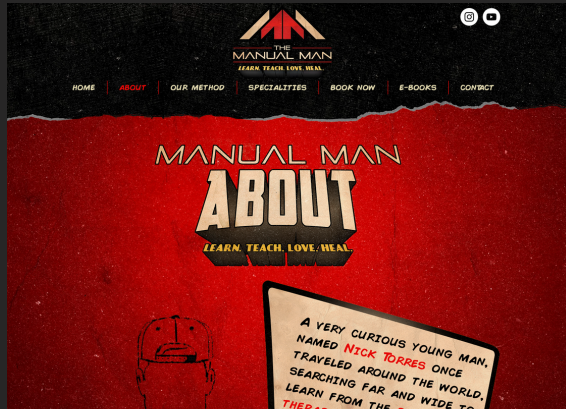 THE
MANUAL MAN
LEARN. TEACH. LOVE. HEAL.
HOME ABOUT OUR METHOD SPECIALITIES BOOK NOW E-BOOKS CONTACT
MANUAL MAN
ABOUT
LEARN. TEACH. LOVE. HEAL.
A VERY CURIOUS YOUNG MAN,
NAMED NICK TORRES ONCE
TRAVELED AROUND THE WORLD,
SEARCHING FAR AND WIDE TO
LEARN FROM THE